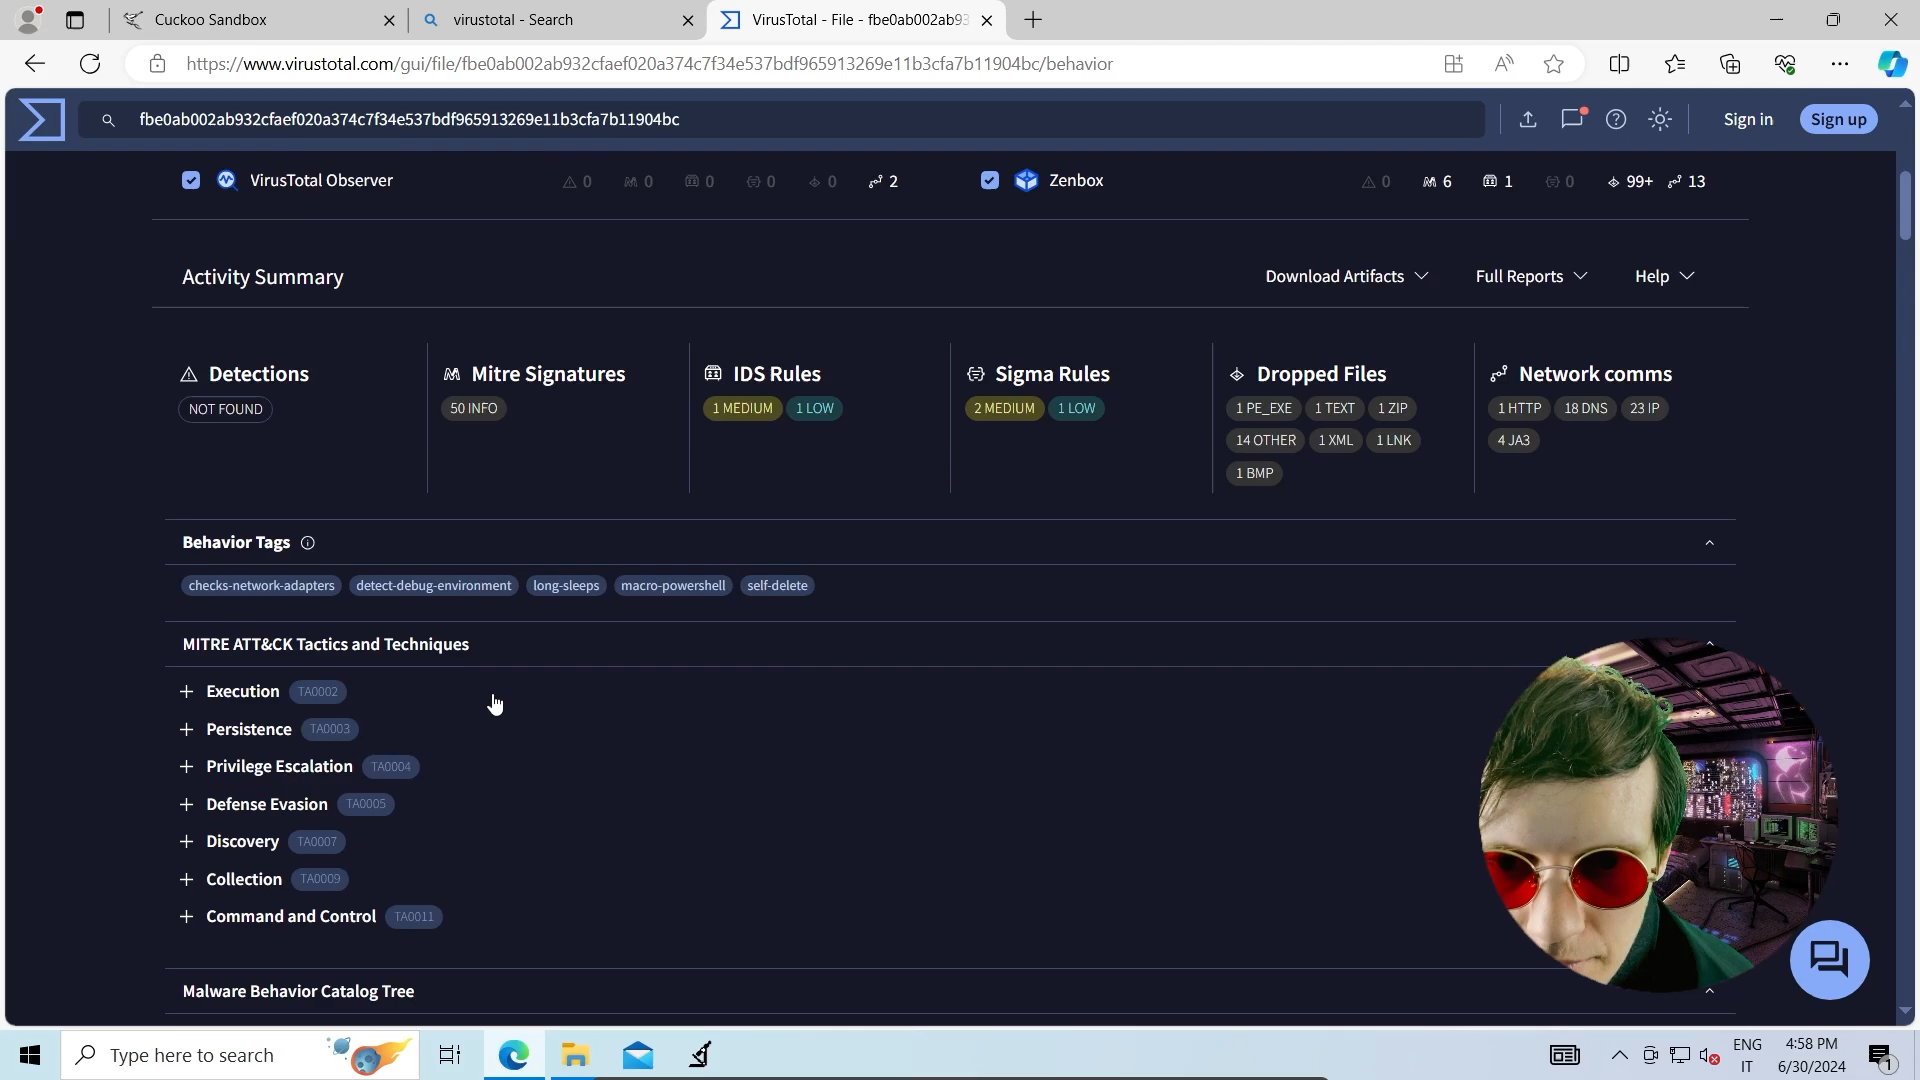 Cuckoo Sandbox
virustotal - Search
VirusTotal - File - fbe0ab002ab93
https://www.virustotal.com/gui/file/fbe0ab002ab932cfaef020a374c7f34e537bdf965913269e11b3cfa7b11904bc/behavior
fbe0ab002ab932cfaef020a374c7f34e537bdf965913269e11b3cfa7b11904bc
Sign in
Sign up
VirusTotal Observer 0 0 0 0 0 2
Zenbox 0 6 1 0 99+ 13
Activity Summary
Download Artifacts
Full Reports
Help
Detections
NOT FOUND
Mitre Signatures
50 INFO
IDS Rules
1 MEDIUM 1 LOW
Sigma Rules
2 MEDIUM 1 LOW
Dropped Files
1 PE_EXE 1 TEXT 1 ZIP
14 OTHER 1 XML 1 LNK
1 BMP
Network comms
1 HTTP 18 DNS 23 IP
4 JA3
Behavior Tags
checks-network-adapters detect-debug-environment long-sleeps macro-powershell self-delete
MITRE ATT&CK Tactics and Techniques
Execution TA0002
Persistence TA0003
Privilege Escalation TA0004
Defense Evasion TA0005
Discovery TA0007
Collection TA0009
Command and Control TA0011
Malware Behavior Catalog Tree
Type here to search
ENG
IT
4:58 PM
6/30/2024
1